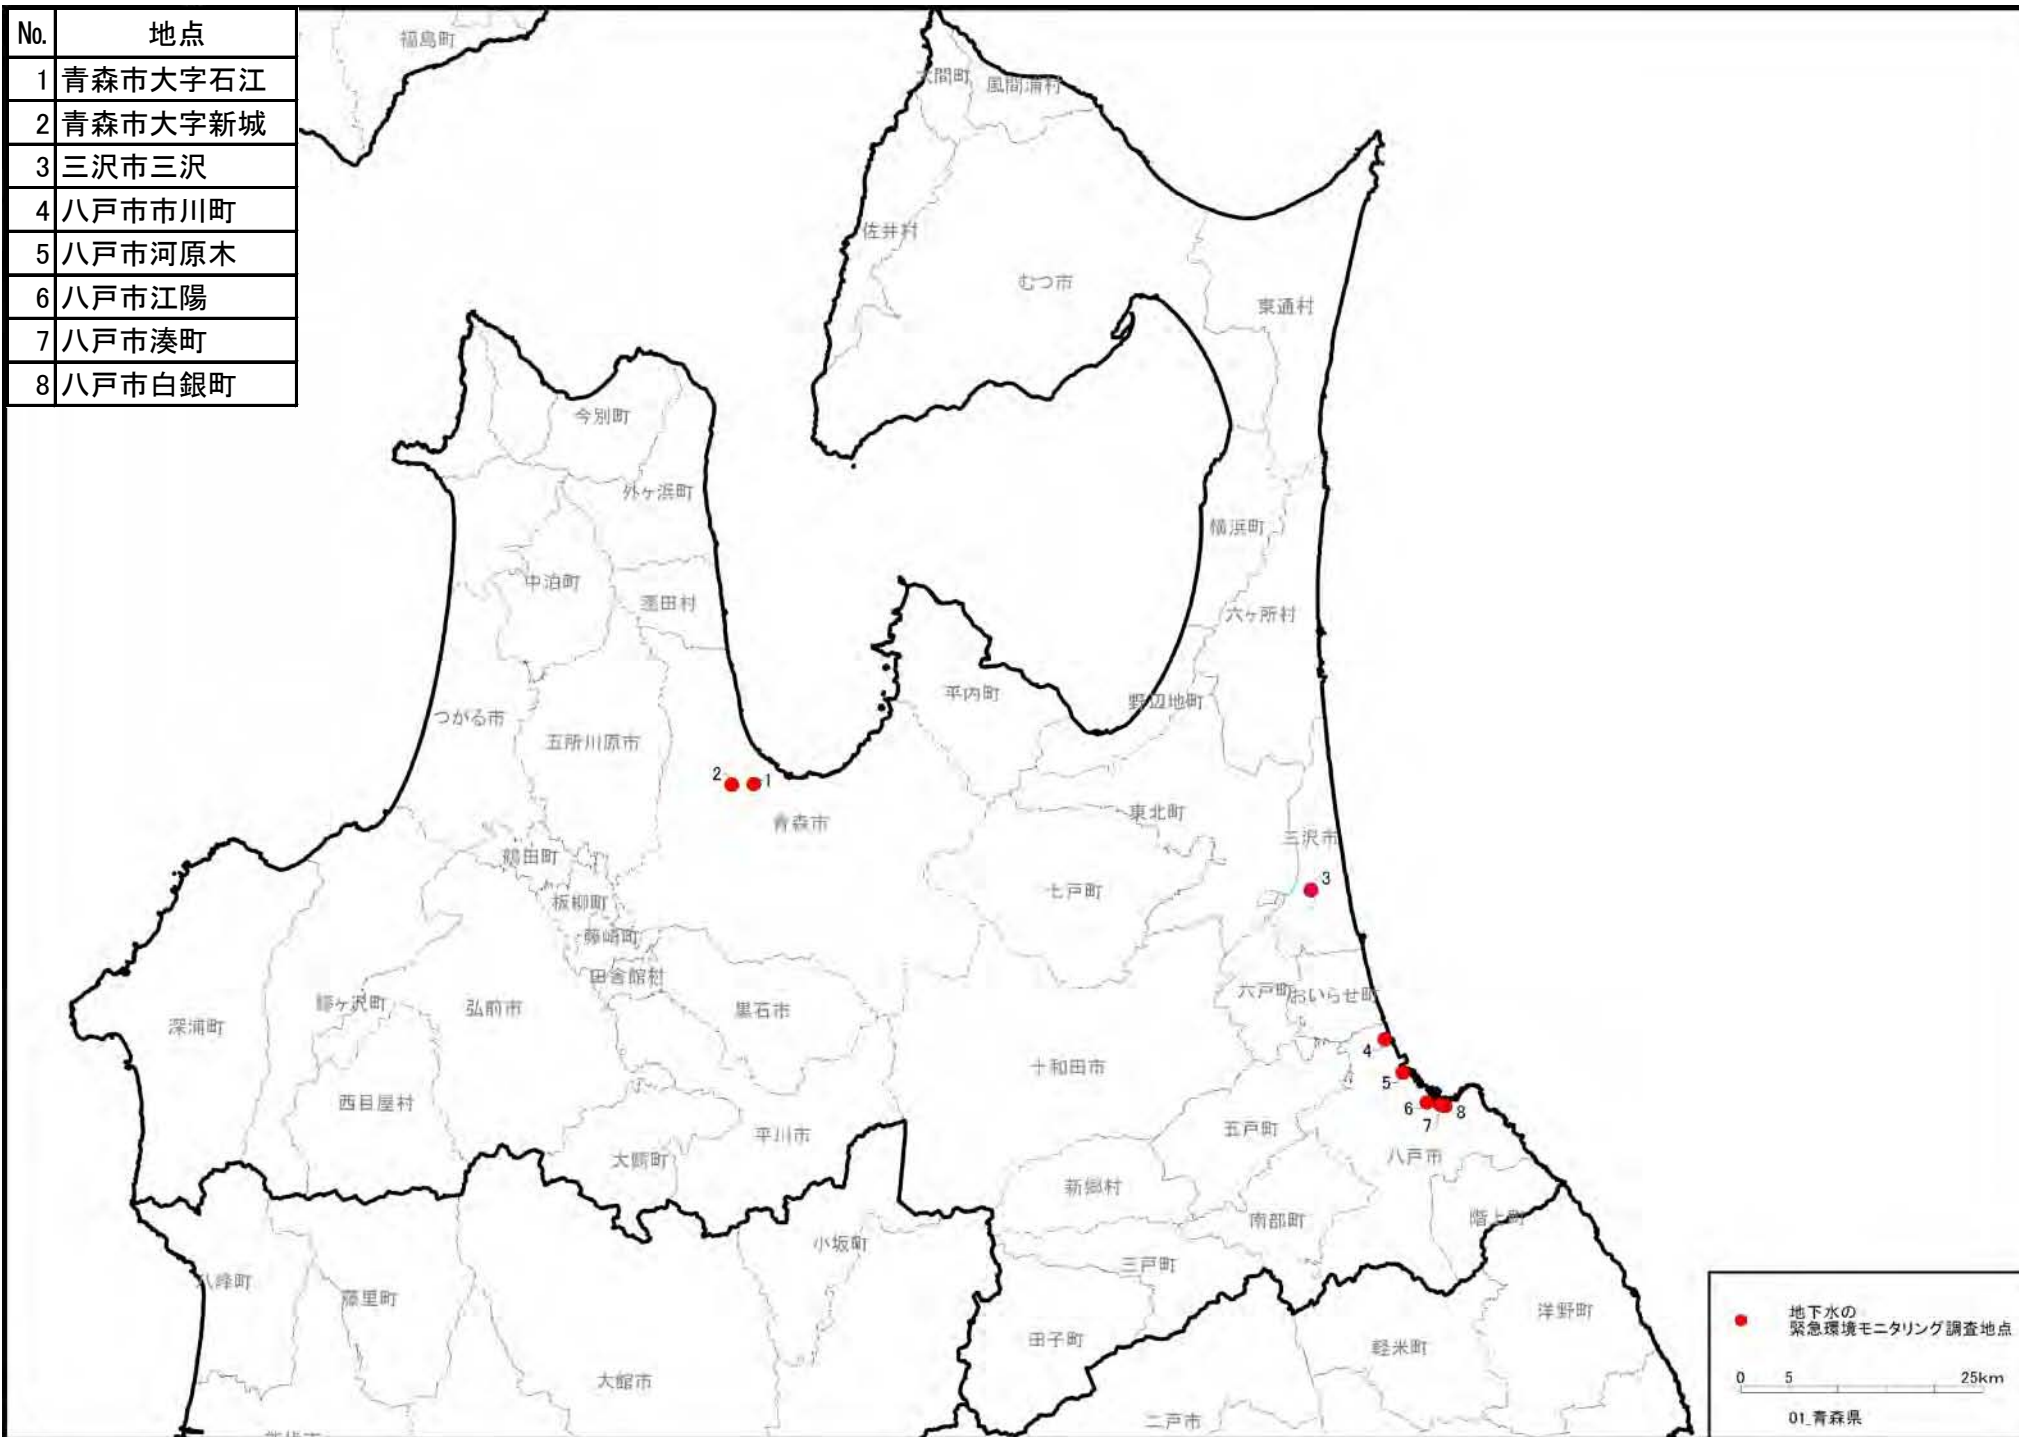 No. 地点
1 青森市大字石江
2 青森市大字新城
3 三沢市三沢
4 八戸市市川町
5 八戸市河原木
6 八戸市江陽
7 八戸市湊町
8 八戸市白銀町
福島町
大間町
風間浦村
佐井村
むつ市
東通村
今別町
外ヶ浜町
横浜町
中泊町
蓬田村
六ヶ所村
平内町
野辺地町
つがる市
五所川原市
2
1
青森市
東北町
三沢市
鶴田町
板柳町
七戸町
3
藤崎町
田舎館村
六戸町
おいらせ町
鰺ヶ沢町
弘前市
黒石市
深浦町
4
十和田市
5
西目屋村
6
7
8
平川市
五戸町
八戸市
大鰐町
新郷村
南部町
階上町
小坂町
三戸町
八峰町
藤里町
洋野町
田子町
軽米町
大館市
二戸市
地下水の
緊急環境モニタリング調査地点
0 5 25km
01_青森県